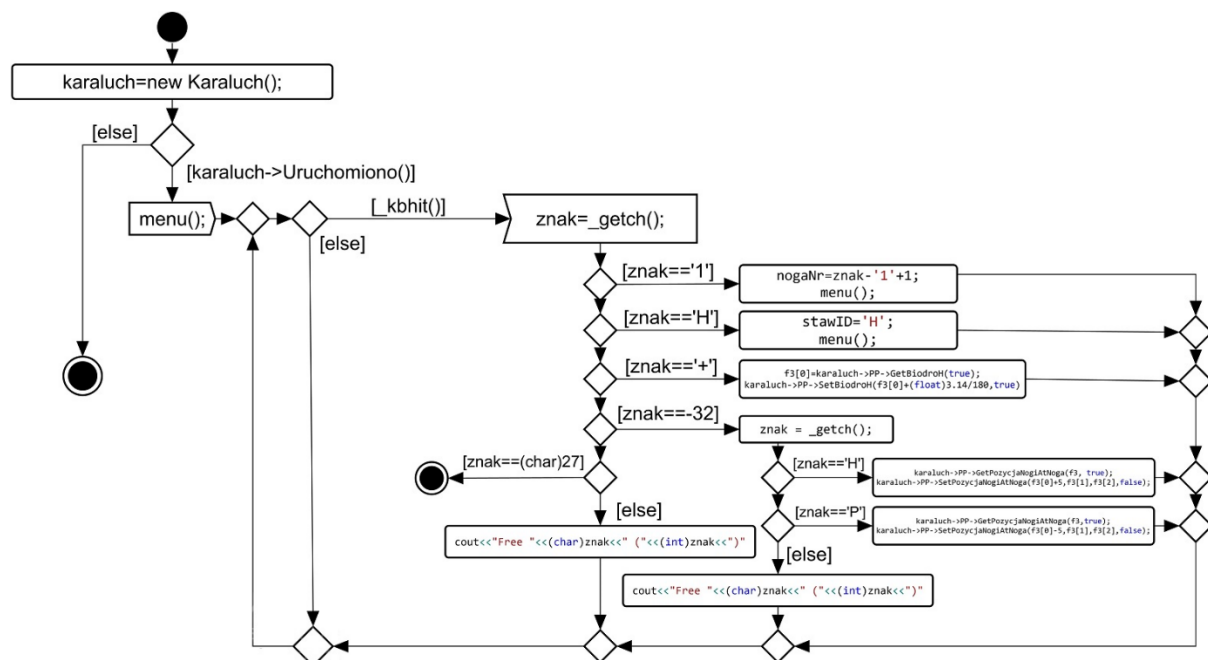 karaluch=new Karaluch();
[else]
[karaluch->Uruchomiono()]
menu();
[_kbhit()]
[else]
znak=_getch();
[znak=='1']
nogaNr=znak-'1'+1;
menu();
[znak=='H']
stawID='H';
menu();
[znak=='+']
f3[0]=karaluch->PP->GetBiodroH(true);
karaluch->PP->SetBiodroH(f3[0]+(float)3.14/180,true)
[znak==-32]
znak = _getch();
[znak==(char)27]
[znak=='H']
karaluch->PP->GetPozycjaNogiAtNoga(f3, true);
karaluch->PP->SetPozycjaNogiAtNoga(f3[0]+5,f3[1],f3[2],false);
[znak=='P']
karaluch->PP->GetPozycjaNogiAtNoga(f3,true);
karaluch->PP->SetPozycjaNogiAtNoga(f3[0]-5,f3[1],f3[2],false);
[else]
cout<<"Free "<<(char)znak<<" ("<<(int)znak<<")"
[else]
cout<<"Free "<<(char)znak<<" ("<<(int)znak<<")"